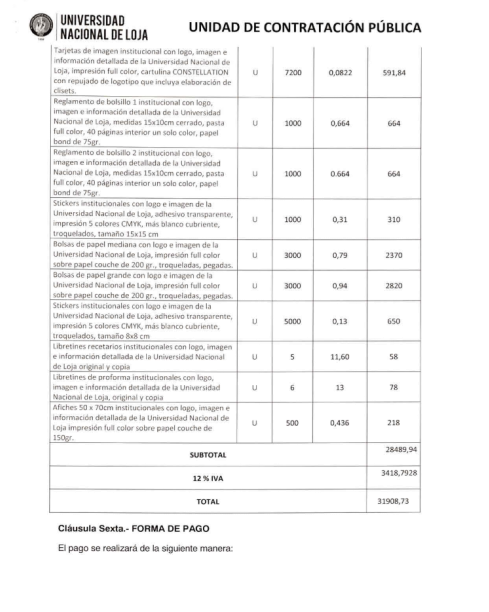 UNIVERSIDAD
NACIONAL DE LOJA
UNIDAD DE CONTRATACIÓN PÚBLICA
Tarjetas de imagen institucional con logo, imagen e
información detallada de la Universidad Nacional de
Loja, impresión full color, cartulina CONSTELLATION
con repujado de logotipo que incluya elaboración de
clisets.
U 7200 0,0822 591,84
Reglamento de bolsillo 1 institucional con logo,
imagen e información detallada de la Universidad
Nacional de Loja, medidas 15x10cm cerrado, pasta
full color, 40 páginas interior un solo color, papel
bond de 75gr.
U 1000 0,664 664
Reglamento de bolsillo 2 institucional con logo,
imagen e información detallada de la Universidad
Nacional de Loja, medidas 15x10cm cerrado, pasta
full color, 40 páginas interior un solo color, papel
bond de 75gr.
U 1000 0.664 664
Stickers institucionales con logo e imagen de la
Universidad Nacional de Loja, adhesivo transparente,
impresión 5 colores CMYK, más blanco cubriente,
troquelados, tamaño 15x15 cm
U 1000 0,31 310
Bolsas de papel mediana con logo e imagen de la
Universidad Nacional de Loja, impresión full color
sobre papel couche de 200 gr., troqueladas, pegadas.
U 3000 0,79 2370
Bolsas de papel grande con logo e imagen de la
Universidad Nacional de Loja, impresión full color
sobre papel couche de 200 gr., troqueladas, pegadas.
U 3000 0,94 2820
Stickers institucionales con logo e imagen de la
Universidad Nacional de Loja, adhesivo transparente,
impresión 5 colores CMYK, más blanco cubriente,
troquelados, tamaño 8x8 cm
U 5000 0,13 650
Libretines recetarios institucionales con logo, imagen
e información detallada de la Universidad Nacional
de Loja original y copia
U 5 11,60 58
Libretines de proforma institucionales con logo,
imagen e información detallada de la Universidad
Nacional de Loja, original y copia
U 6 13 78
Afiches 50 x 70cm institucionales con logo, imagen e
información detallada de la Universidad Nacional de
Loja impresión full color sobre papel couche de
150gr.
U 500 0,436 218
SUBTOTAL 28489,94
12 % IVA 3418,7928
TOTAL 31908,73
Cláusula Sexta.- FORMA DE PAGO
El pago se realizará de la siguiente manera: